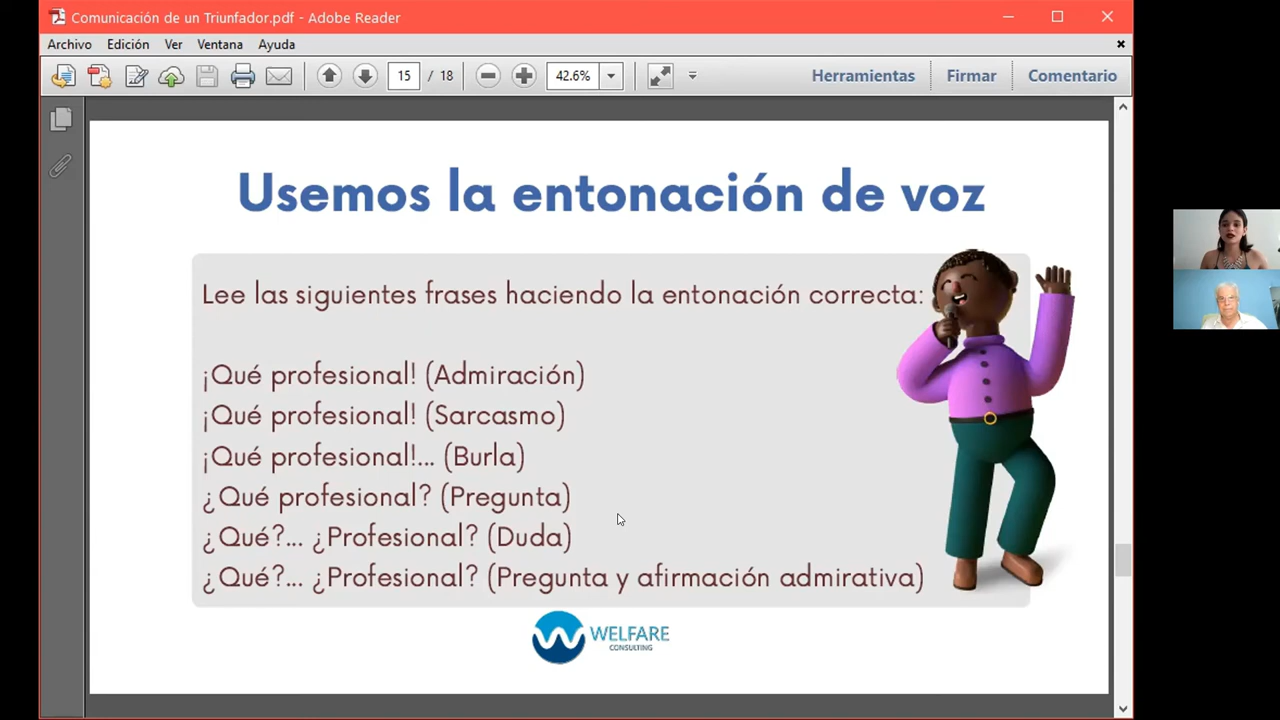 Comunicación de un Triunfador.pdf - Adobe Reader
Archivo Edición Ver Ventana Ayuda
15 / 18 42.6% Herramientas Firmar Comentario
Usemos la entonación de voz
Lee las siguientes frases haciendo la entonación correcta:
¡Qué profesional! (Admiración)
¡Qué profesional! (Sarcasmo)
¡Qué profesional!... (Burla)
¿Qué profesional? (Pregunta)
¿Qué?... ¿Profesional? (Duda)
¿Qué?... ¿Profesional? (Pregunta y afirmación admirativa)
WELFARE
CONSULTING